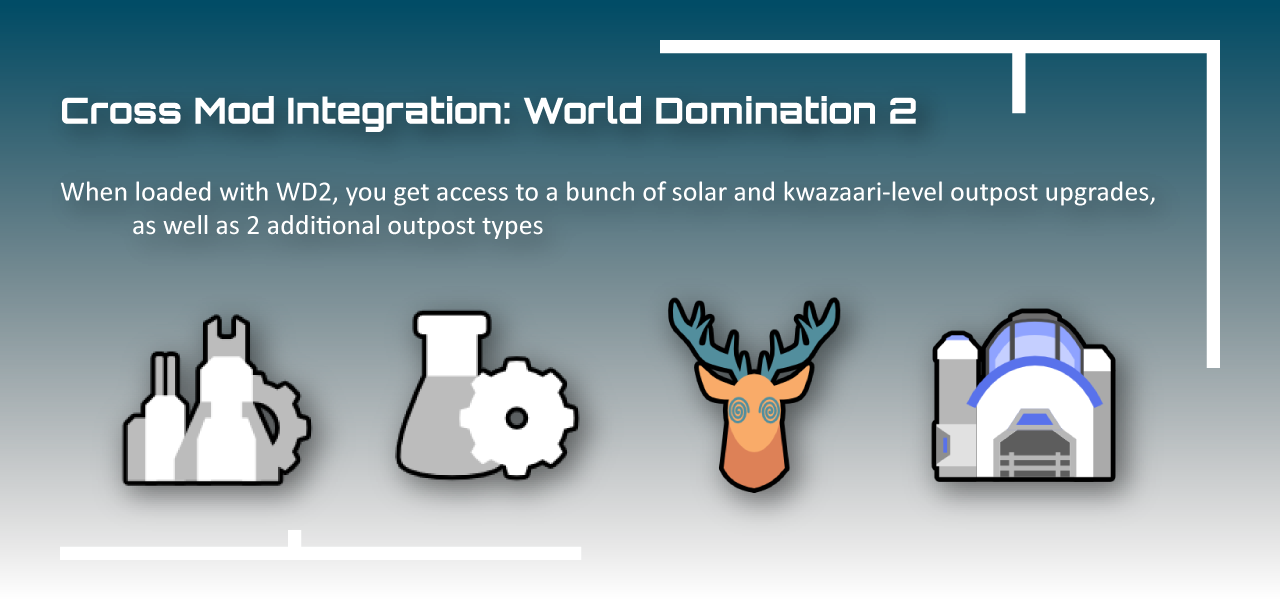 Cross Mod Integration: World Domination 2
When loaded with WD2, you get access to a bunch of solar and kwazaari-level outpost upgrades,
as well as 2 additional outpost types